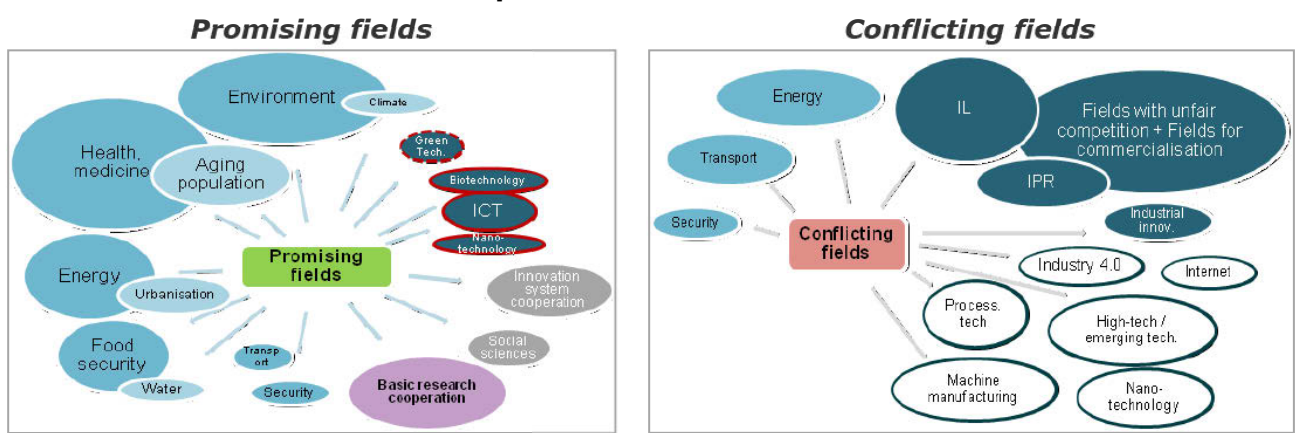 Promising fields
Conflicting fields
Environment
Climate
Health,
medicine
Aging
population
Green
Tech.
Biotechnology
ICT
Nano-
technology
Promising
fields
Energy
Urbanisation
Innovation
system
cooperation
Food
security
Water
Transp
ort
Security
Social
sciences
Basic research
cooperation
Energy
IL
Fields with unfair
competition + Fields for
commercialisation
Transport
IPR
Security
Industrial
innov.
Conflicting
fields
Industry 4.0
Internet
Process.
tech
High-tech /
emerging tech.
Machine
manufacturing
Nano-
technology